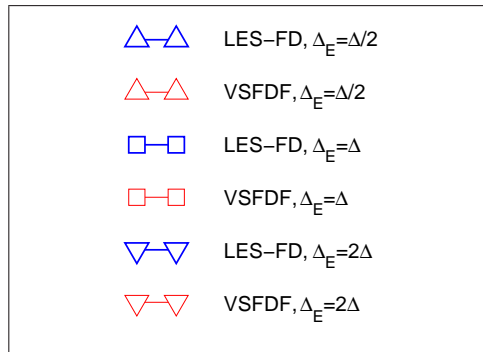 LES−FD, Δ_E=Δ/2
VSFDF, Δ_E=Δ/2
LES−FD, Δ_E=Δ
VSFDF, Δ_E=Δ
LES−FD, Δ_E=2Δ
VSFDF, Δ_E=2Δ